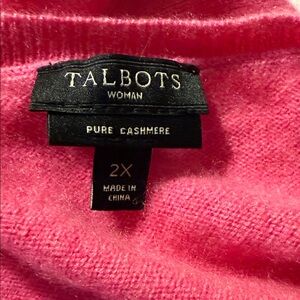 TALBOTS
WOMAN
PURE CASHMERE
2X
MADE IN
CHINA